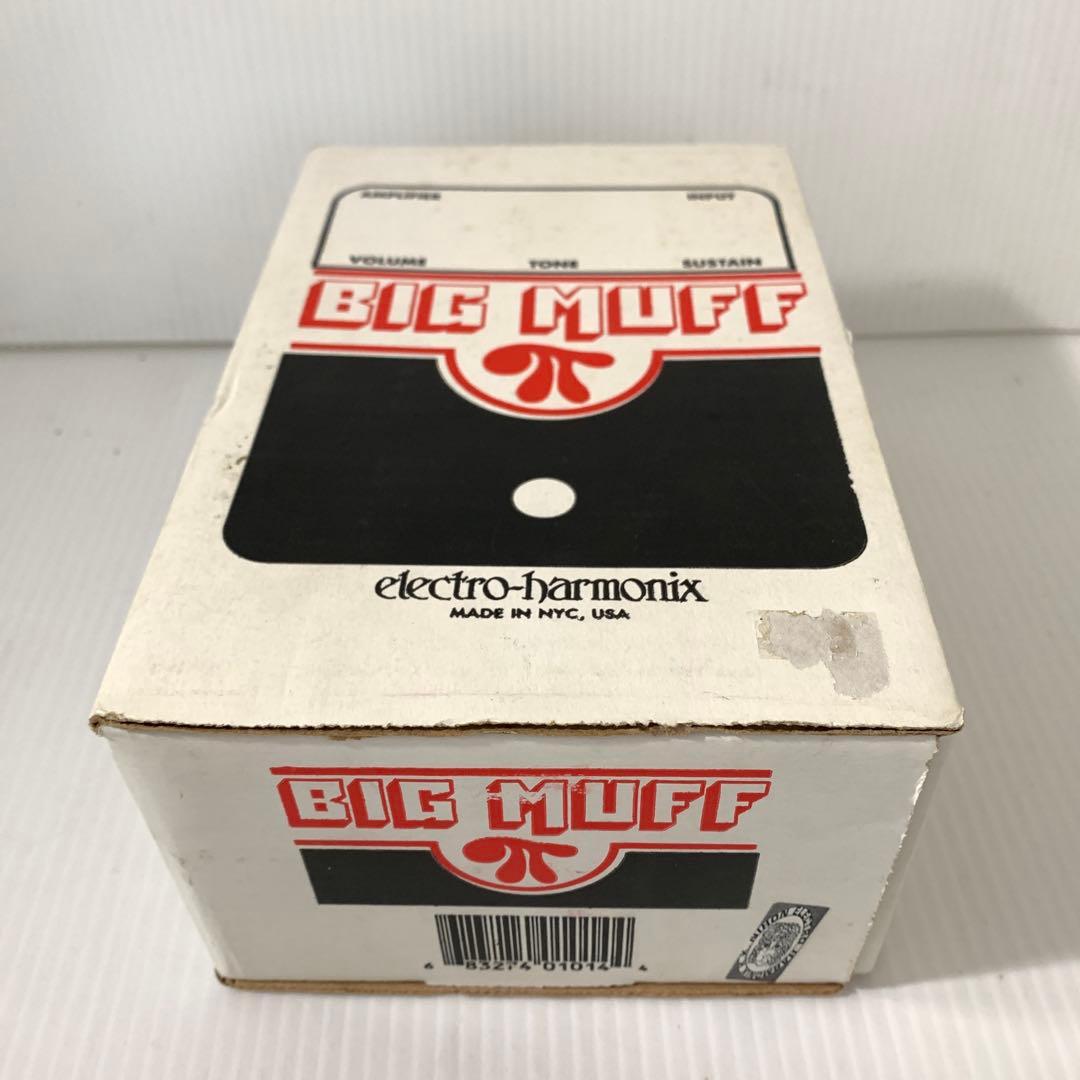 AMPLIFIER INPUT
VOLUME TONE SUSTAIN
BIG MUFF
π
electro-harmonix
MADE IN NYC, USA
BIG MUFF
π
6 83274 01014 4